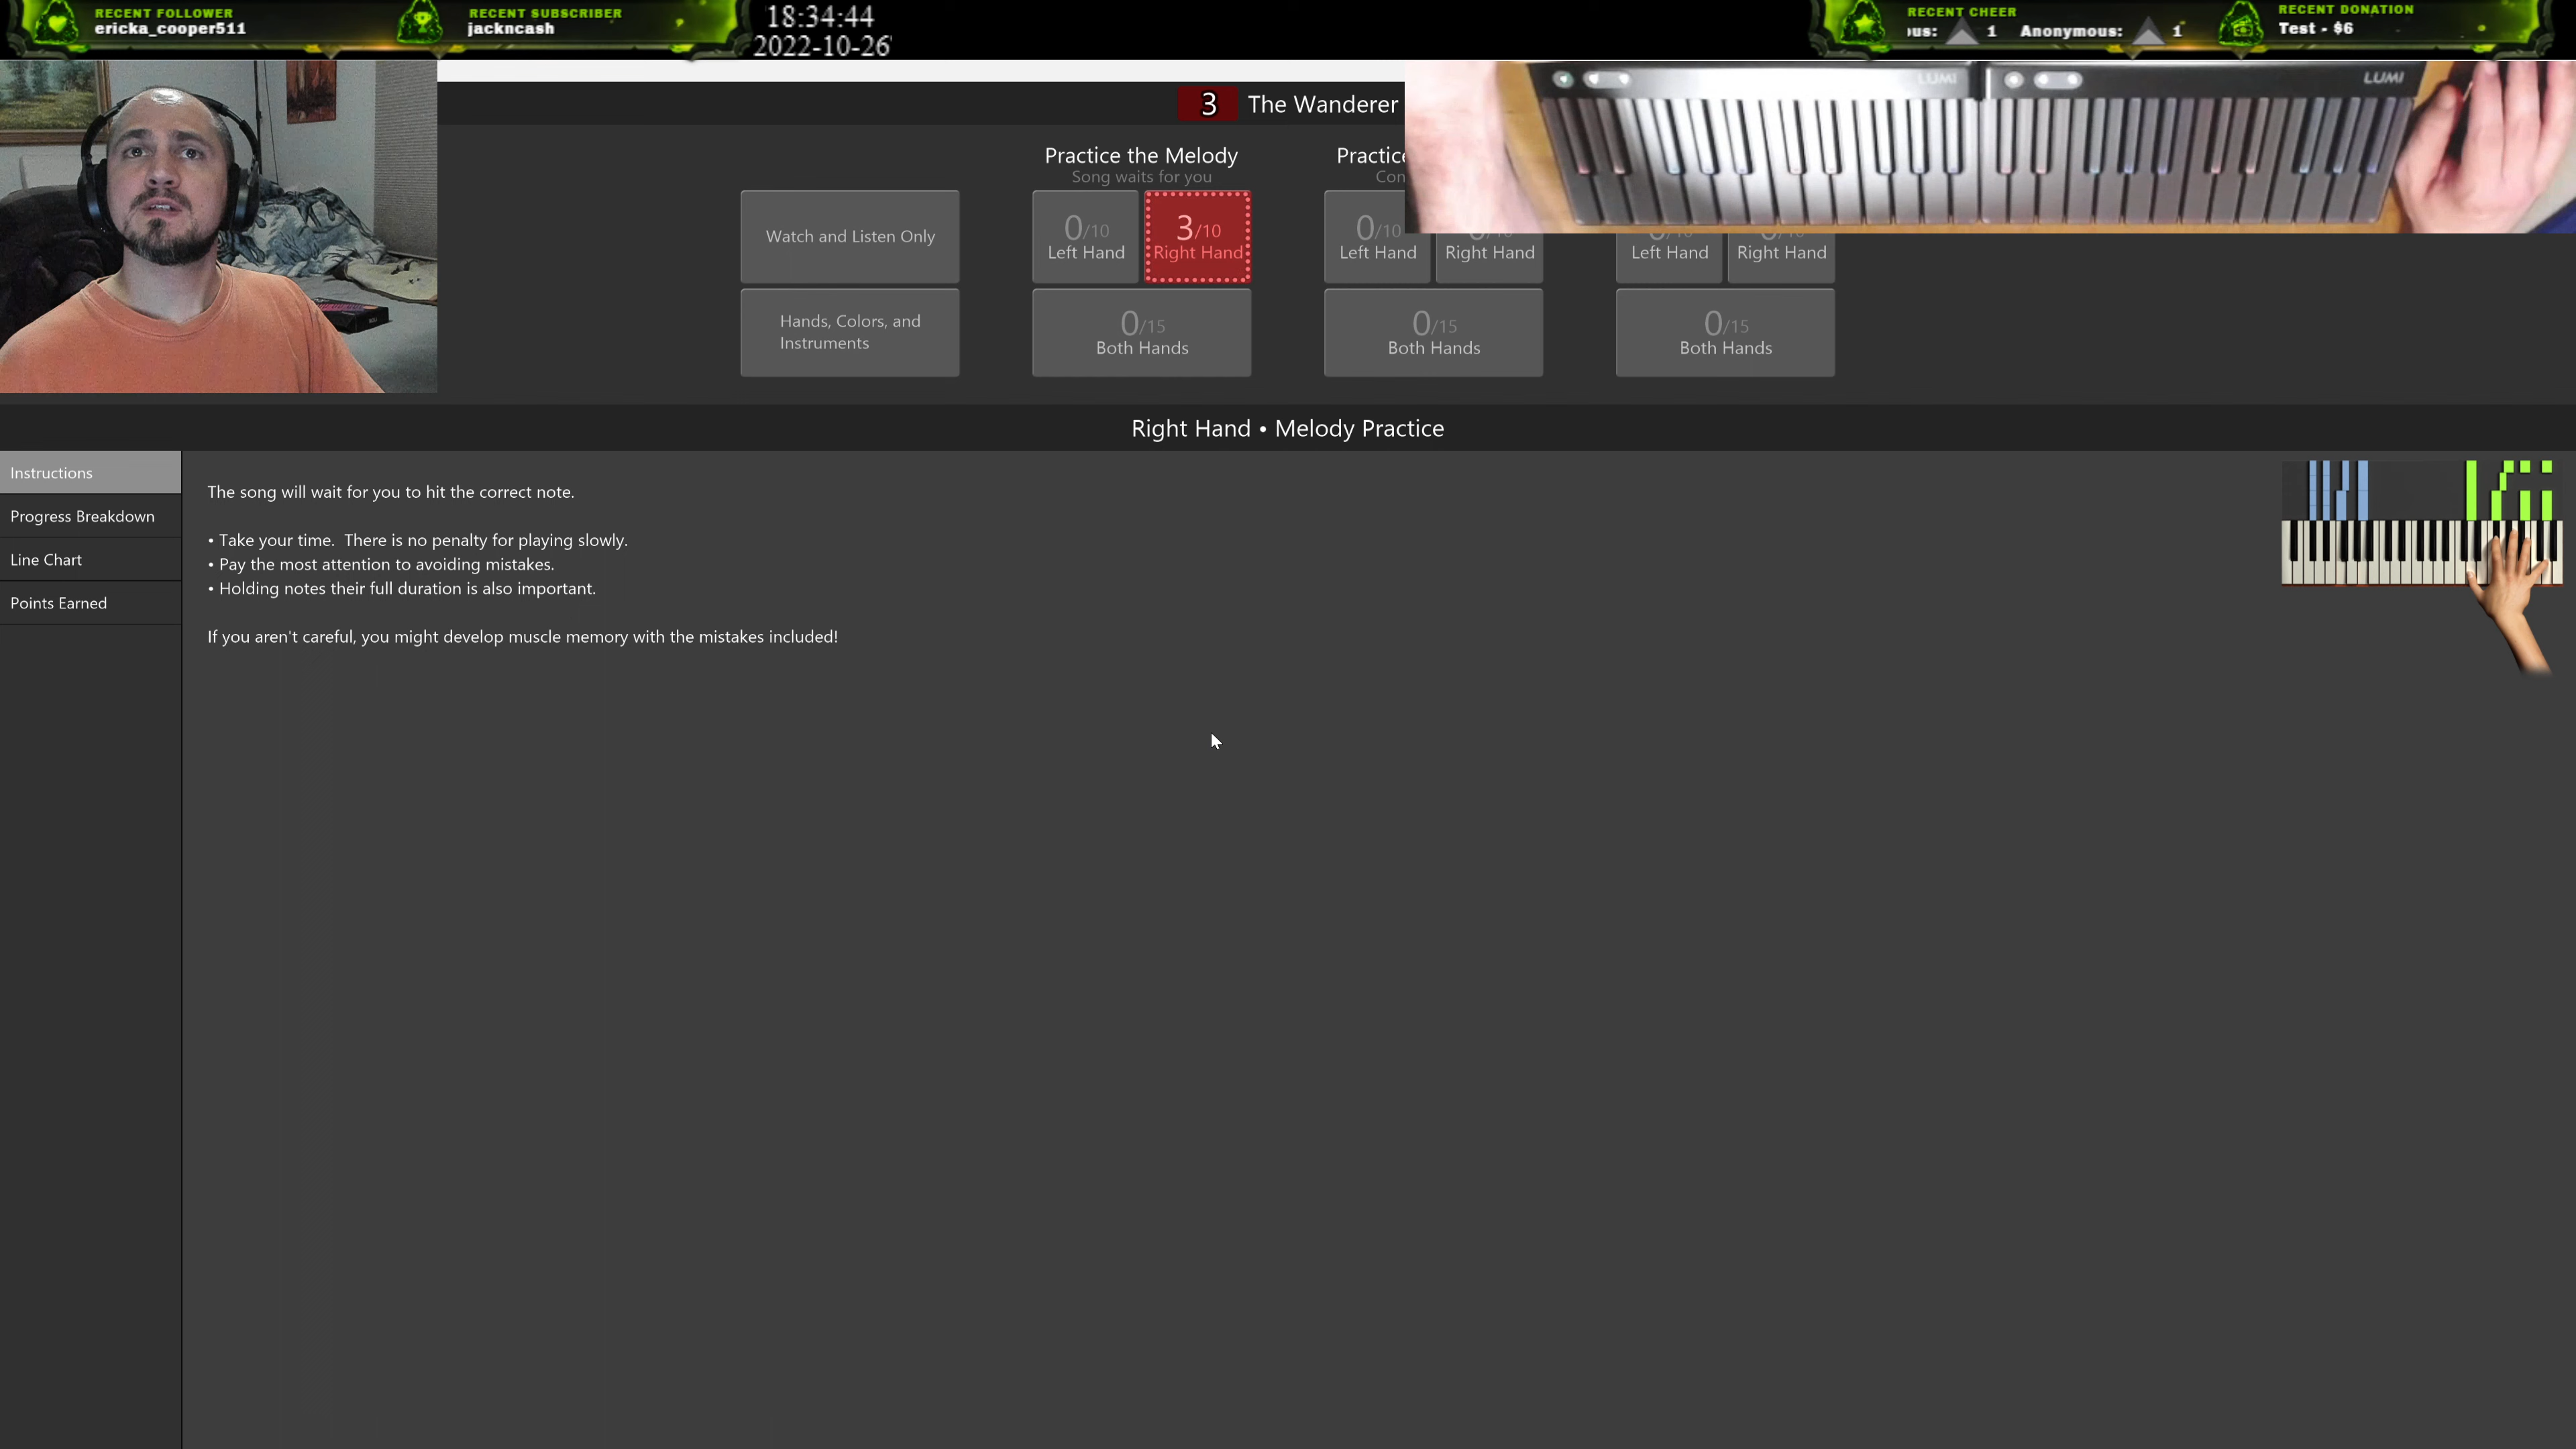 RECENT FOLLOWER
ericka_cooper511
RECENT SUBSCRIBER
jackncash
18:34:44
2022-10-26
RECENT CHEER
1 Anonymous: 1
RECENT DONATION
Test - $6
LUMI
LUMI
3 The Wanderer
Practice the Melody
Song waits for you
Watch and Listen Only
0/10
Left Hand
3/10
Right Hand
0/10
Left Hand
Right Hand
Left Hand
Right Hand
Hands, Colors, and
Instruments
0/15
Both Hands
0/15
Both Hands
0/15
Both Hands
Right Hand • Melody Practice
Instructions
Progress Breakdown
Line Chart
Points Earned
The song will wait for you to hit the correct note.
• Take your time. There is no penalty for playing slowly.
• Pay the most attention to avoiding mistakes.
• Holding notes their full duration is also important.
If you aren't careful, you might develop muscle memory with the mistakes included!